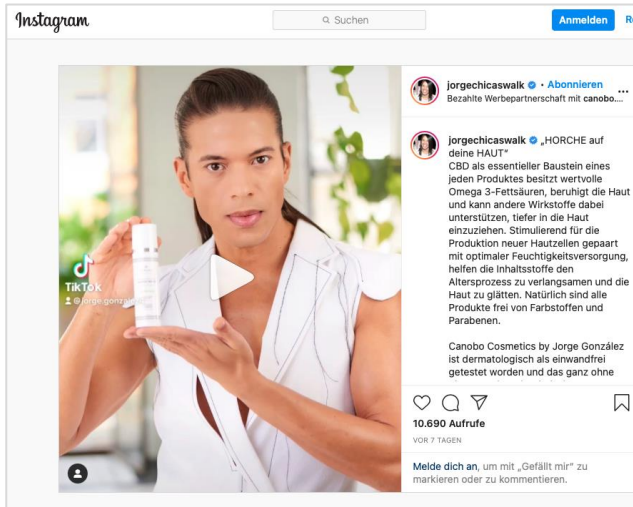 Instagram
Suchen
Anmelden
jorgechicaswalk • Abonnieren
Bezahlte Werbepartnerschaft mit canobo....
...
jorgechicaswalk „HORCHE auf
deine HAUT"
CBD als essentieller Baustein eines
jeden Produktes besitzt wertvolle
Omega 3-Fettsäuren, beruhigt die Haut
und kann andere Wirkstoffe dabei
unterstützen, tiefer in die Haut
einzuziehen. Stimulierend für die
Produktion neuer Hautzellen gepaart
mit optimaler Feuchtigkeitsversorgung,
helfen die Inhaltsstoffe den
Altersprozess zu verlangsamen und die
Haut zu glätten. Natürlich sind alle
Produkte frei von Farbstoffen und
Parabenen.
Canobo Cosmetics by Jorge González
ist dermatologisch als einwandfrei
getestet worden und das ganz ohne
TikTok
@jorge.gonzal
10.690 Aufrufe
VOR 7 TAGEN
Melde dich an, um mit „Gefällt mir" zu
markieren oder zu kommentieren.